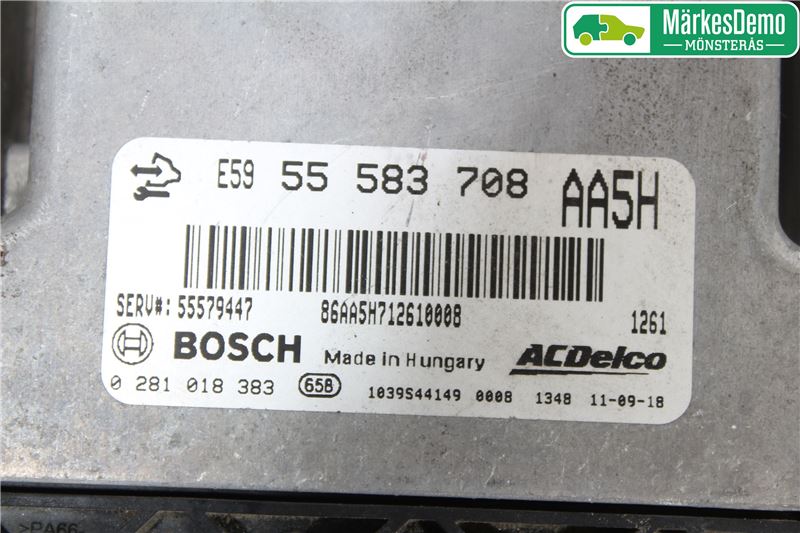 MärkesDemo
MÖNSTERÅS
E59 55 583 708 AA5H
SERV#: 55579447 86AA5H712610008 1261
BOSCH Made in Hungary ACDelco
0 281 018 383 658 1039S44149 0008 1348 11-09-18
>PA66